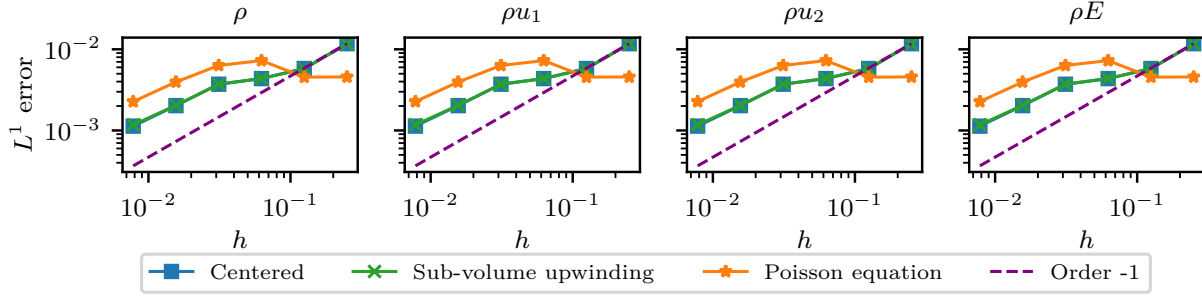 ρ ρu₁ ρu₂ ρE
L¹ error
10⁻²
10⁻³
10⁻² 10⁻¹ 10⁻² 10⁻¹ 10⁻² 10⁻¹ 10⁻² 10⁻¹
h h h h
Centered Sub-volume upwinding Poisson equation Order -1